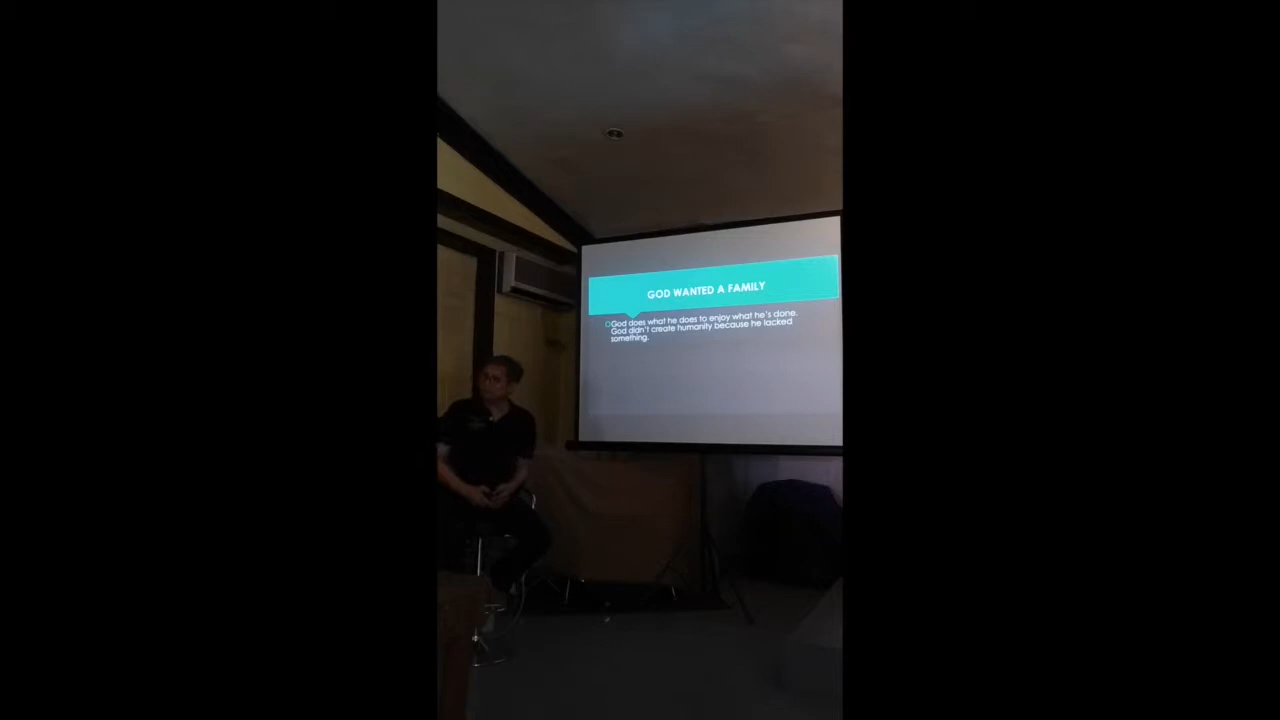 GOD WANTED A FAMILY
God does what he does to enjoy what he's done.
God didn't create humanity because he lacked
something.